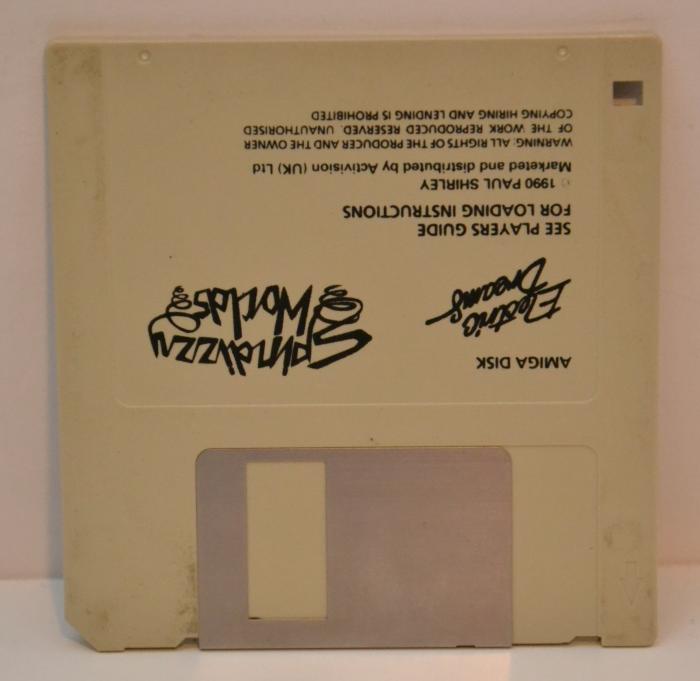 AMIGA DISK
Electric
Dreams
Spindizzy
Worlds
SEE PLAYERS GUIDE
FOR LOADING INSTRUCTIONS
© 1990 PAUL SHIRLEY
Marketed and distributed by Activision (UK) Ltd
WARNING: ALL RIGHTS OF THE PRODUCER AND THE OWNER
OF THE WORK REPRODUCED RESERVED. UNAUTHORISED
COPYING HIRING AND LENDING IS PROHIBITED